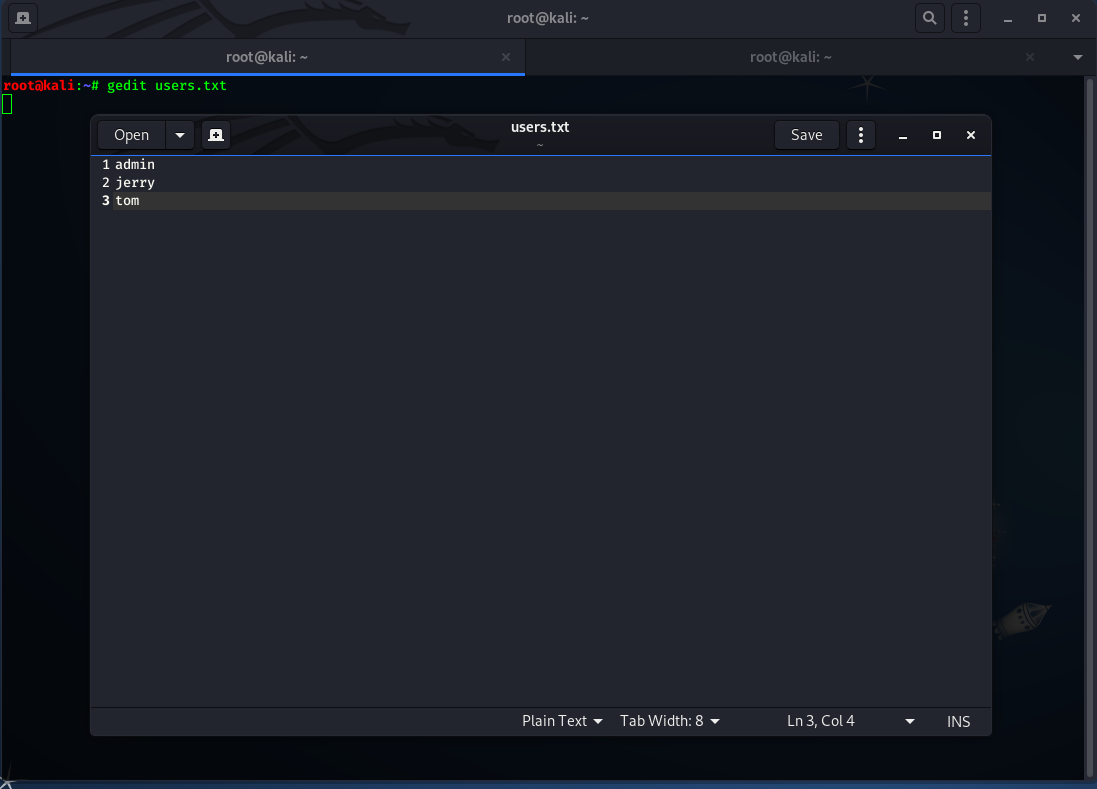 root@kali: ~
root@kali: ~
root@kali: ~
root@kali:~# gedit users.txt
Open
users.txt
~
Save
1 admin
2 jerry
3 tom
Plain Text
Tab Width: 8
Ln 3, Col 4
INS